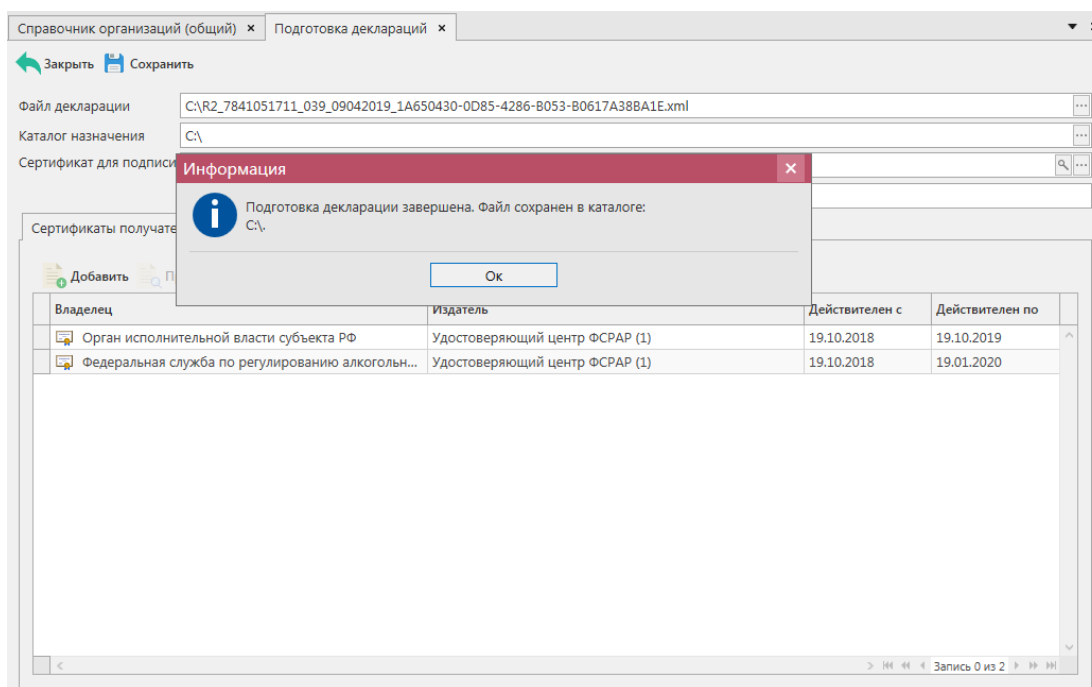 Справочник организаций (общий) × Подготовка деклараций ×
Закрыть Сохранить
Файл декларации C:\R2_7841051711_039_09042019_1A650430-0D85-4286-B053-B0617A38BA1E.xml
Каталог назначения C:\
Сертификат для подписи
Информация
Подготовка декларации завершена. Файл сохранен в каталоге:
C:\.
Ок
Сертификаты получате
Добавить П
Владелец Издатель Действителен с Действителен по
Орган исполнительной власти субъекта РФ Удостоверяющий центр ФСРАР (1) 19.10.2018 19.10.2019
Федеральная служба по регулированию алкогольн... Удостоверяющий центр ФСРАР (1) 19.10.2018 19.01.2020
Запись 0 из 2